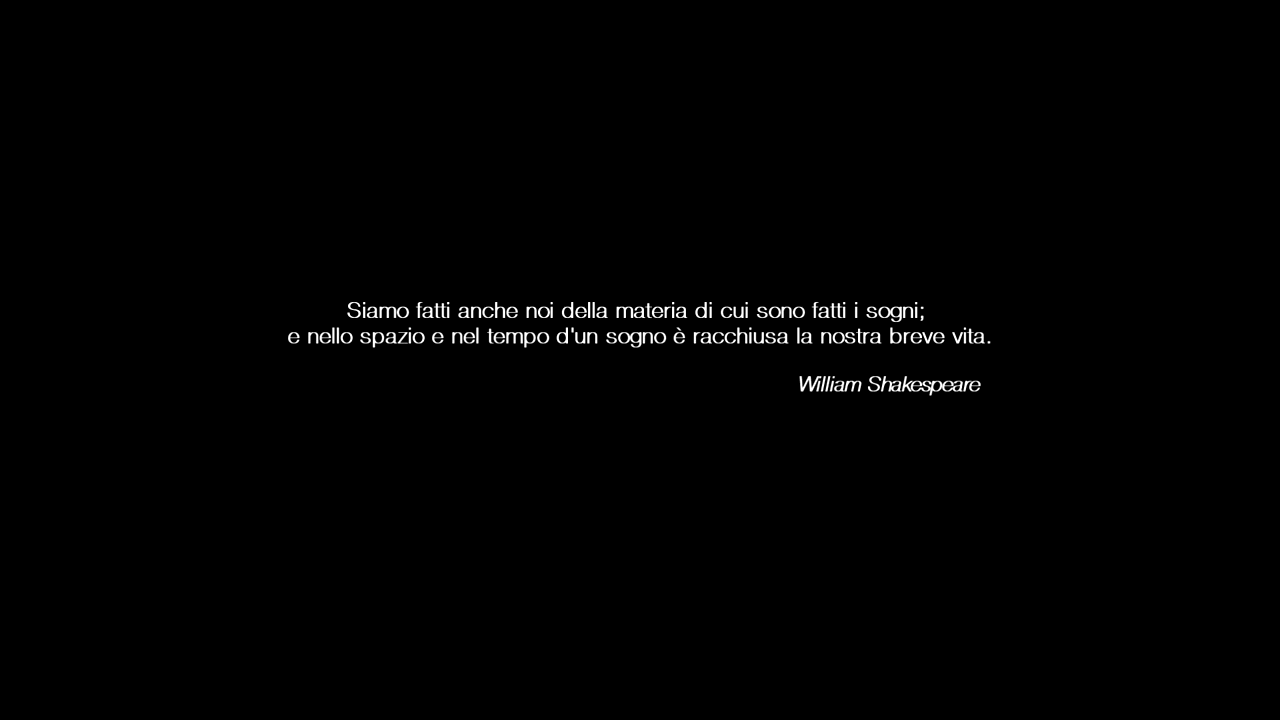 Siamo fatti anche noi della materia di cui sono fatti i sogni;
e nello spazio e nel tempo d'un sogno è racchiusa la nostra breve vita.
William Shakespeare